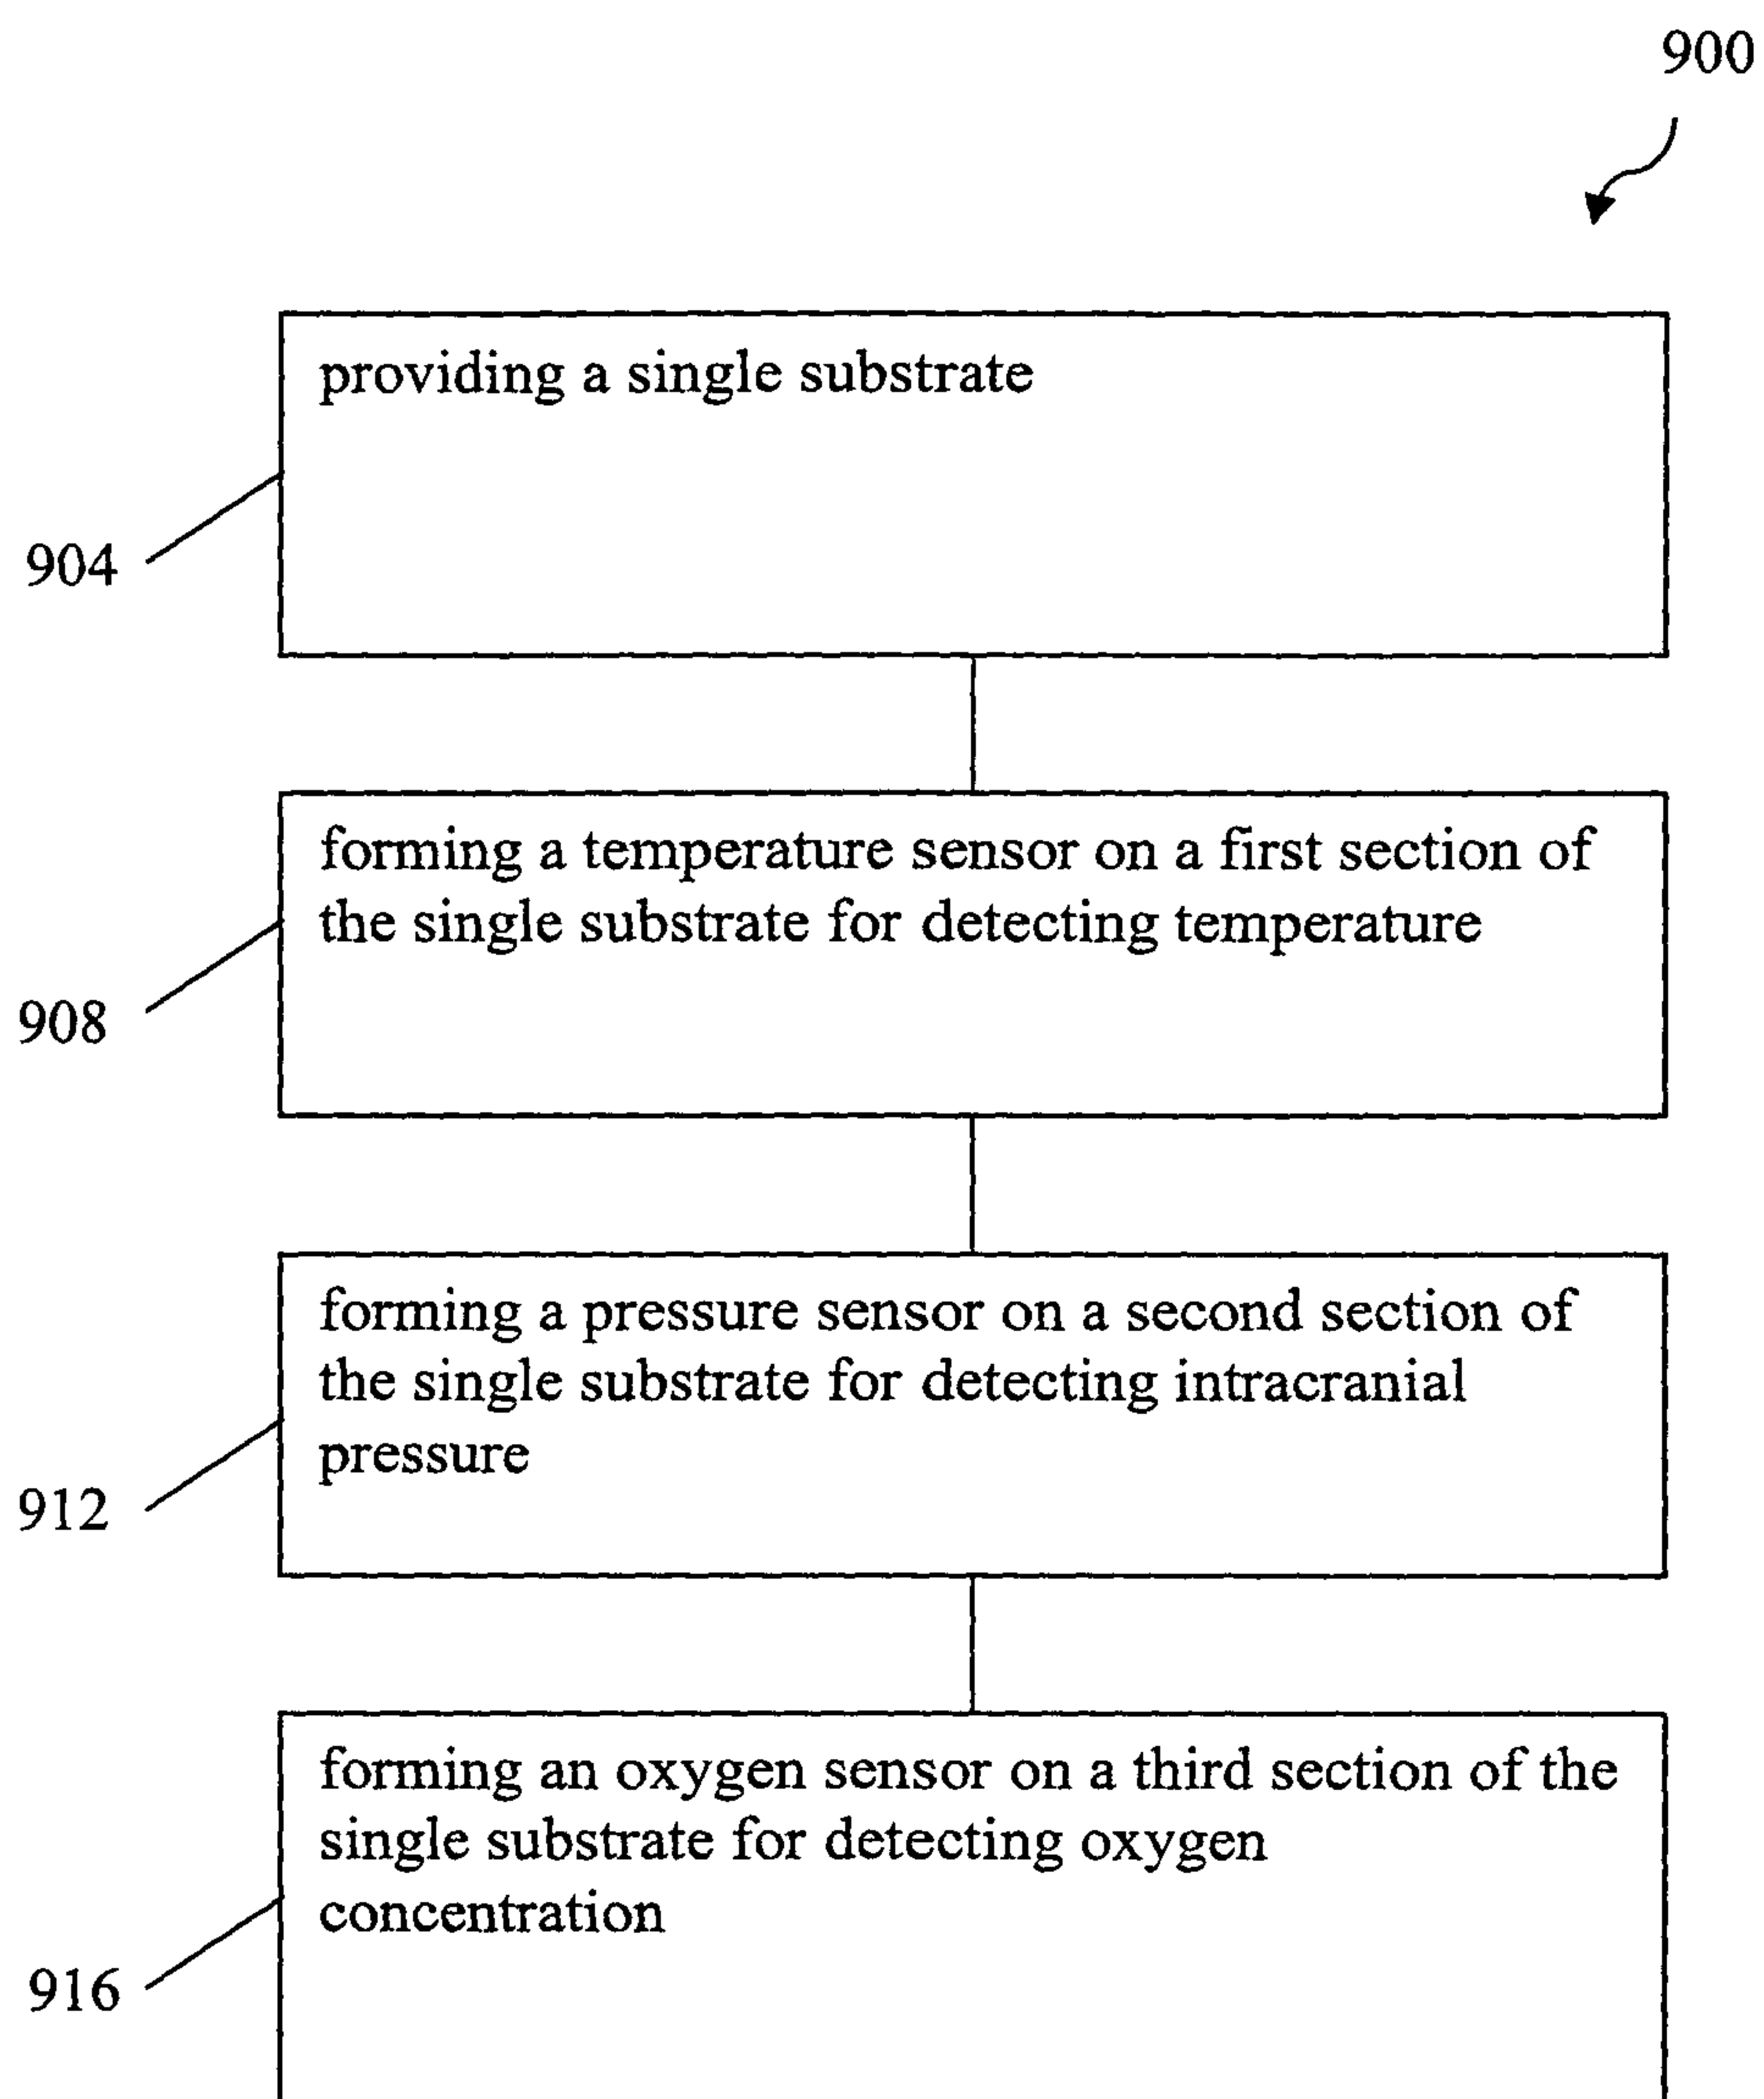 900
providing a single substrate
904
forming a temperature sensor on a first section of
the single substrate for detecting temperature
908
forming a pressure sensor on a second section of
the single substrate for detecting intracranial
pressure
912
forming an oxygen sensor on a third section of the
single substrate for detecting oxygen
concentration
916